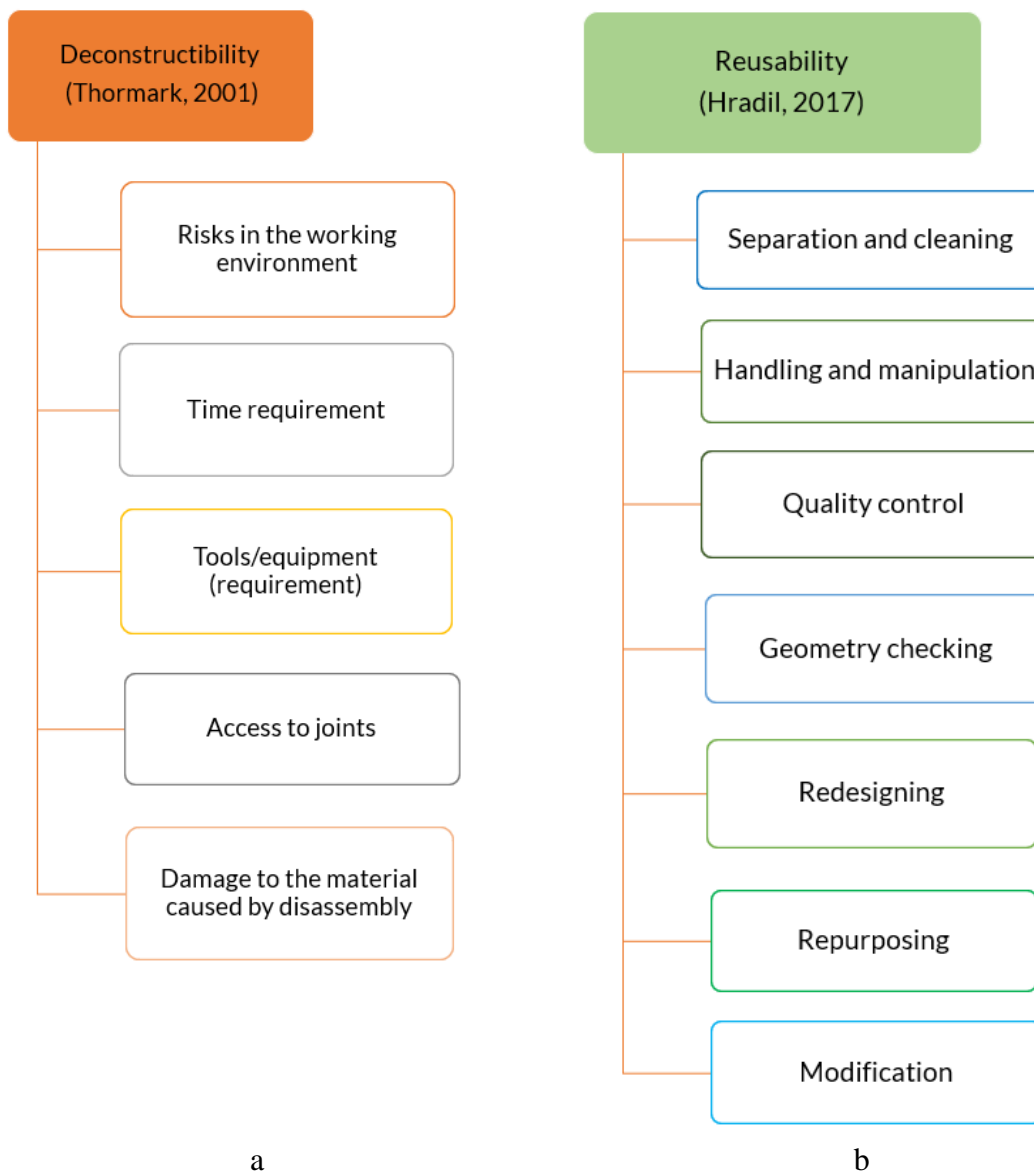 Deconstructibility
(Thormark, 2001)
Risks in the working
environment
Time requirement
Tools/equipment
(requirement)
Access to joints
Damage to the material
caused by disassembly
a
Reusability
(Hradil, 2017)
Separation and cleaning
Handling and manipulation
Quality control
Geometry checking
Redesigning
Repurposing
Modification
b